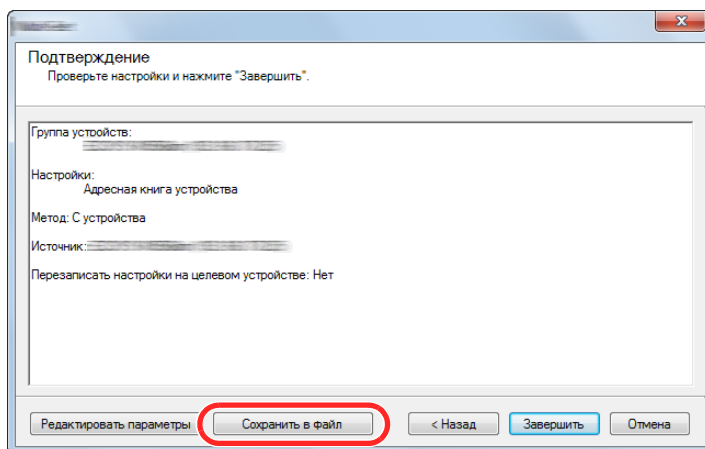 Подтверждение
Проверьте настройки и нажмите "Завершить".
Группа устройств:
Настройки:
Адресная книга устройства
Метод: С устройства
Источник:
Перезаписать настройки на целевом устройстве: Нет
Редактировать параметры Сохранить в файл < Назад Завершить Отмена